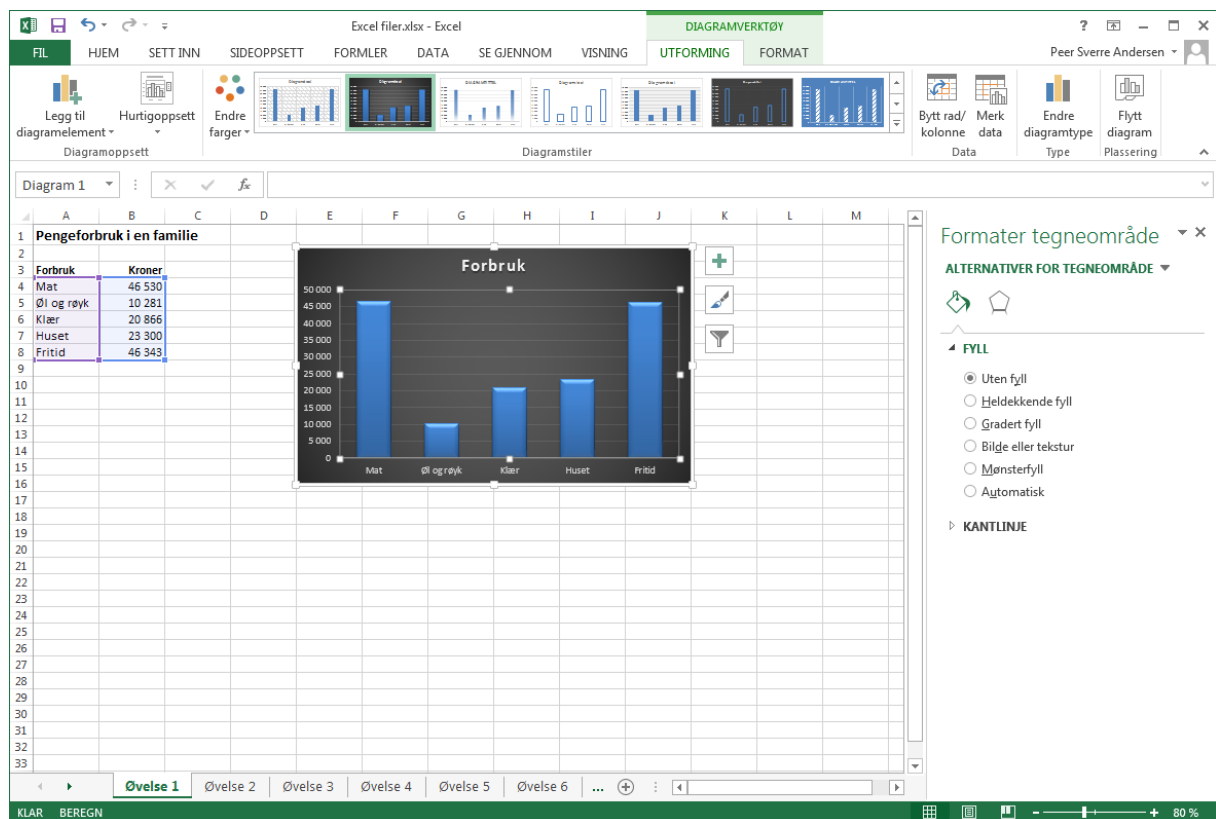 Excel filer.xlsx - Excel
DIAGRAMVERKTØY
?
FIL HJEM SETT INN SIDEOPPSETT FORMLER DATA SE GJENNOM VISNING UTFORMING FORMAT Peer Sverre Andersen
Legg til diagramelement
Hurtigoppsett
Endre farger
Bytt rad/ kolonne
Merk data
Endre diagramtype
Flytt diagram
Diagramoppsett Diagramstiler Data Type Plassering
Diagram 1 fx
A B C D E F G H I J K L M
1 Pengeforbruk i en familie
2
3 Forbruk Kroner
4 Mat 46 530
5 Øl og røyk 10 281
6 Klær 20 866
7 Huset 23 300
8 Fritid 46 343
9
10
11
12
13
14
15
16
17
18
19
20
21
22
23
24
25
26
27
28
29
30
31
32
33
Forbruk
50 000
45 000
40 000
35 000
30 000
25 000
20 000
15 000
10 000
5 000
0
Mat Øl og røyk Klær Huset Fritid
Formater tegneområde
ALTERNATIVER FOR TEGNEOMRÅDE
FYLL
Uten fyll
Heldekkende fyll
Gradert fyll
Bilde eller tekstur
Mønsterfyll
Automatisk
KANTLINJE
Øvelse 1 Øvelse 2 Øvelse 3 Øvelse 4 Øvelse 5 Øvelse 6 ...
KLAR BEREGN 80 %